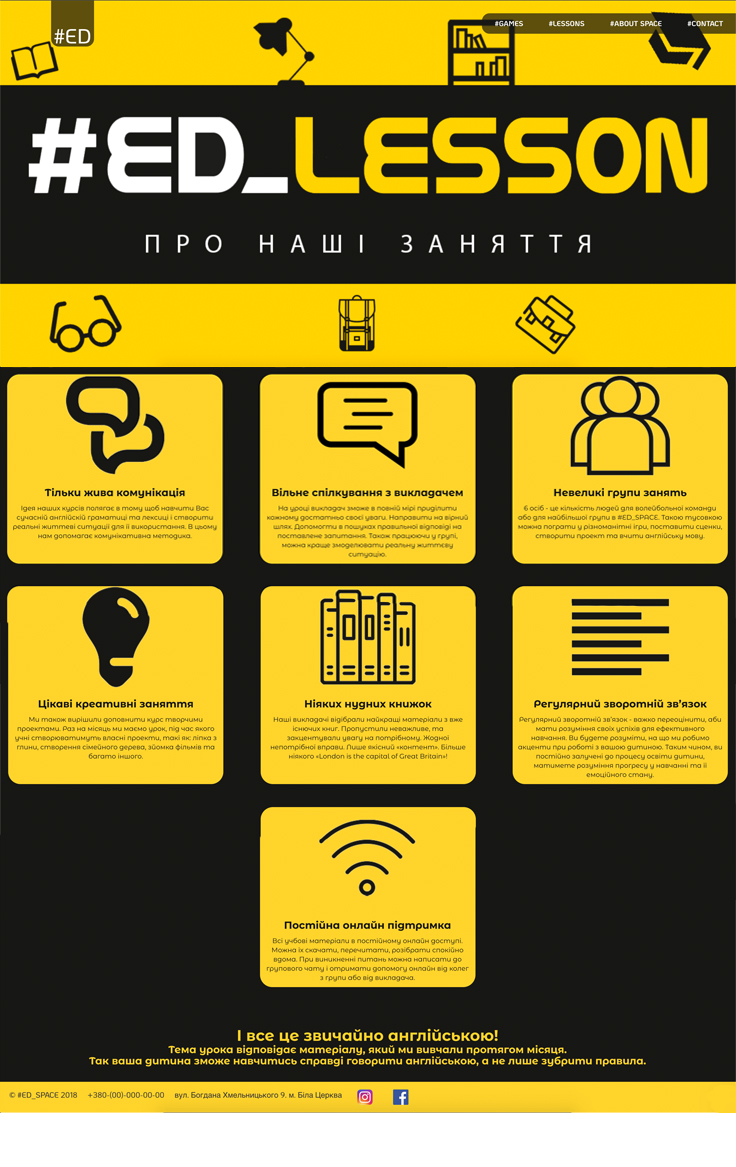 #ED
#GAMES #LESSONS #ABOUT SPACE #CONTACT
#ED_LESSON
ПРО НАШІ ЗАНЯТТЯ
Тільки жива комунікація
Ідея наших курсів полягає в тому щоб навчити Вас
сучасній англійскій граматиці та лексиці і створити
реальні життєві ситуації для її використання. В цьому
нам допомагає комунікативна методика.
Вільне спілкування з викладачем
На уроці викладач зможе в повній мірі приділити
кожному достатньо своєї уваги. Направити на вірний
шлях. Допомогти в пошуках правильної відповіді на
поставлене запитання. Також працюючи у групі,
можна краще змоделювати реальну життєву
ситуацію.
Невеликі групи занять
6 осіб - це кількість людей для волейбольної команди
або для найбільшої групи в #ED_SPACE. Такою тусовкою
можна пограти у різноманітні ігри, поставити сценки,
створити проект та вчити англійську мову.
Цікаві креативні заняття
Ми також вирішили доповнити курс творчими
проектами. Раз на місяць ми маємо урок, під час якого
учні створюватимуть власні проекти, такі як: ліпка з
глини, створення сімейного дерева, зйомка фільмів та
багато іншого.
Ніяких нудних книжок
Наші викладачі відібрали найкращі матеріали з вже
існуючих книг. Пропустили неважливе, та
закцентували увагу на потрібному. Жодної
непотрібної вправи. Лише якісний «контент». Більше
ніякого «London is the capital of Great Britain»!
Регулярний зворотній зв'язок
Регулярний зворотній зв'язок - важко переоцінити, аби
мати розуміння своїх успіхів для ефективного
навчання. Ви будете розуміти, на що ми робимо
акценти при роботі з вашою дитиною. Таким чином, ви
постійно залучені до процесу освіти дитини,
матимете розуміння прогресу у навчанні та її
емоційного стану.
Постійна онлайн підтримка
Всі учбові матеріали в постійному онлайн доступі.
Можна їх скачати, перечитати, розібрати спокійно
вдома. При виникненні питань можна написати до
групового чату і отримати допомогу онлайн від колег
з групи або від викладача.
І все це звичайно англійською!
Тема урока відповідає матеріалу, який ми вивчали протягом місяця.
Так ваша дитина зможе навчитись справді говорити англійською, а не лише зубрити правила.
© #ED_SPACE 2018 +380-(00)-000-00-00 вул. Богдана Хмельницького 9. м. Біла Церква